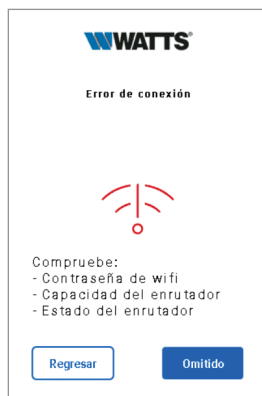 WATTS®
Error de conexión
Compruebe:
- Contraseña de wifi
- Capacidad del enrutador
- Estado del enrutador
Regresar
Omitido